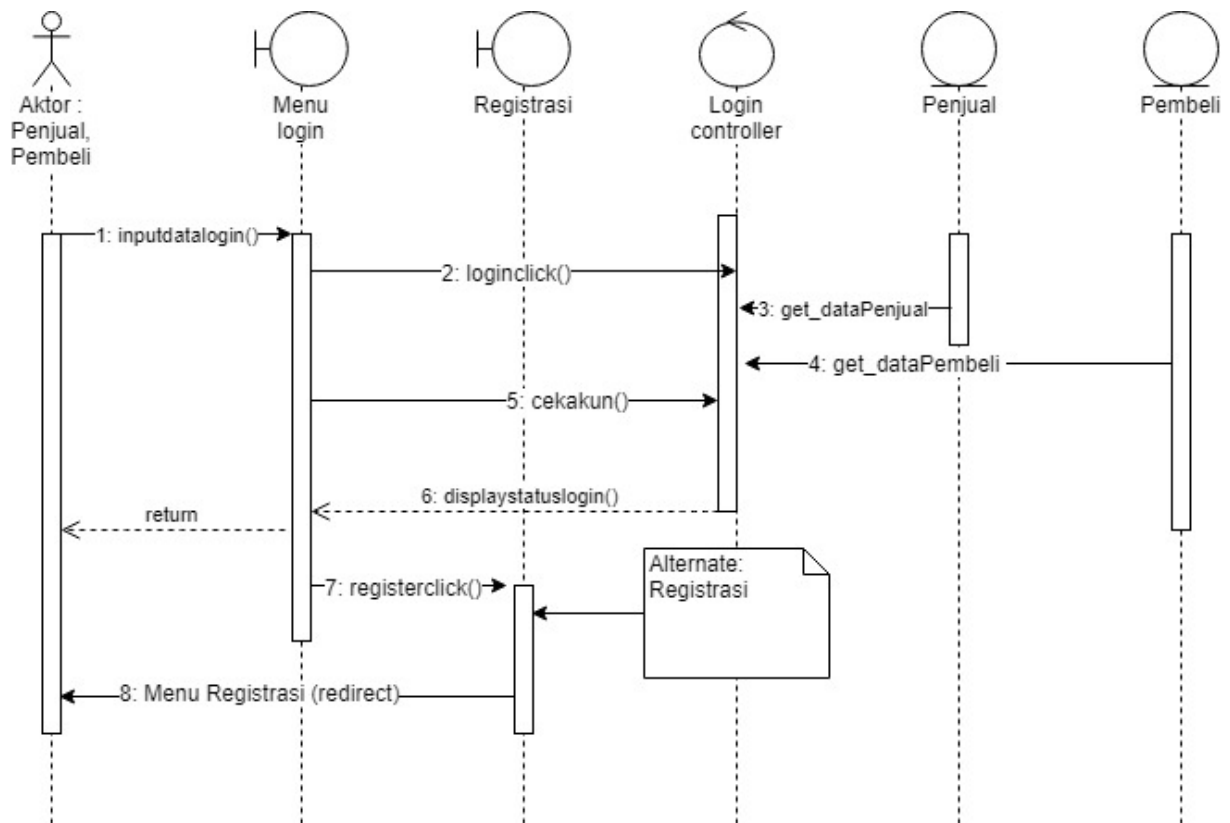 Aktor :
Penjual,
Pembeli
Menu
login
Registrasi
Login
controller
Penjual
Pembeli
1: inputdatalogin()
2: loginclick()
3: get_dataPenjual
4: get_dataPembeli
5: cekakun()
6: displaystatuslogin()
return
Alternate:
Registrasi
7: registerclick()
8: Menu Registrasi (redirect)